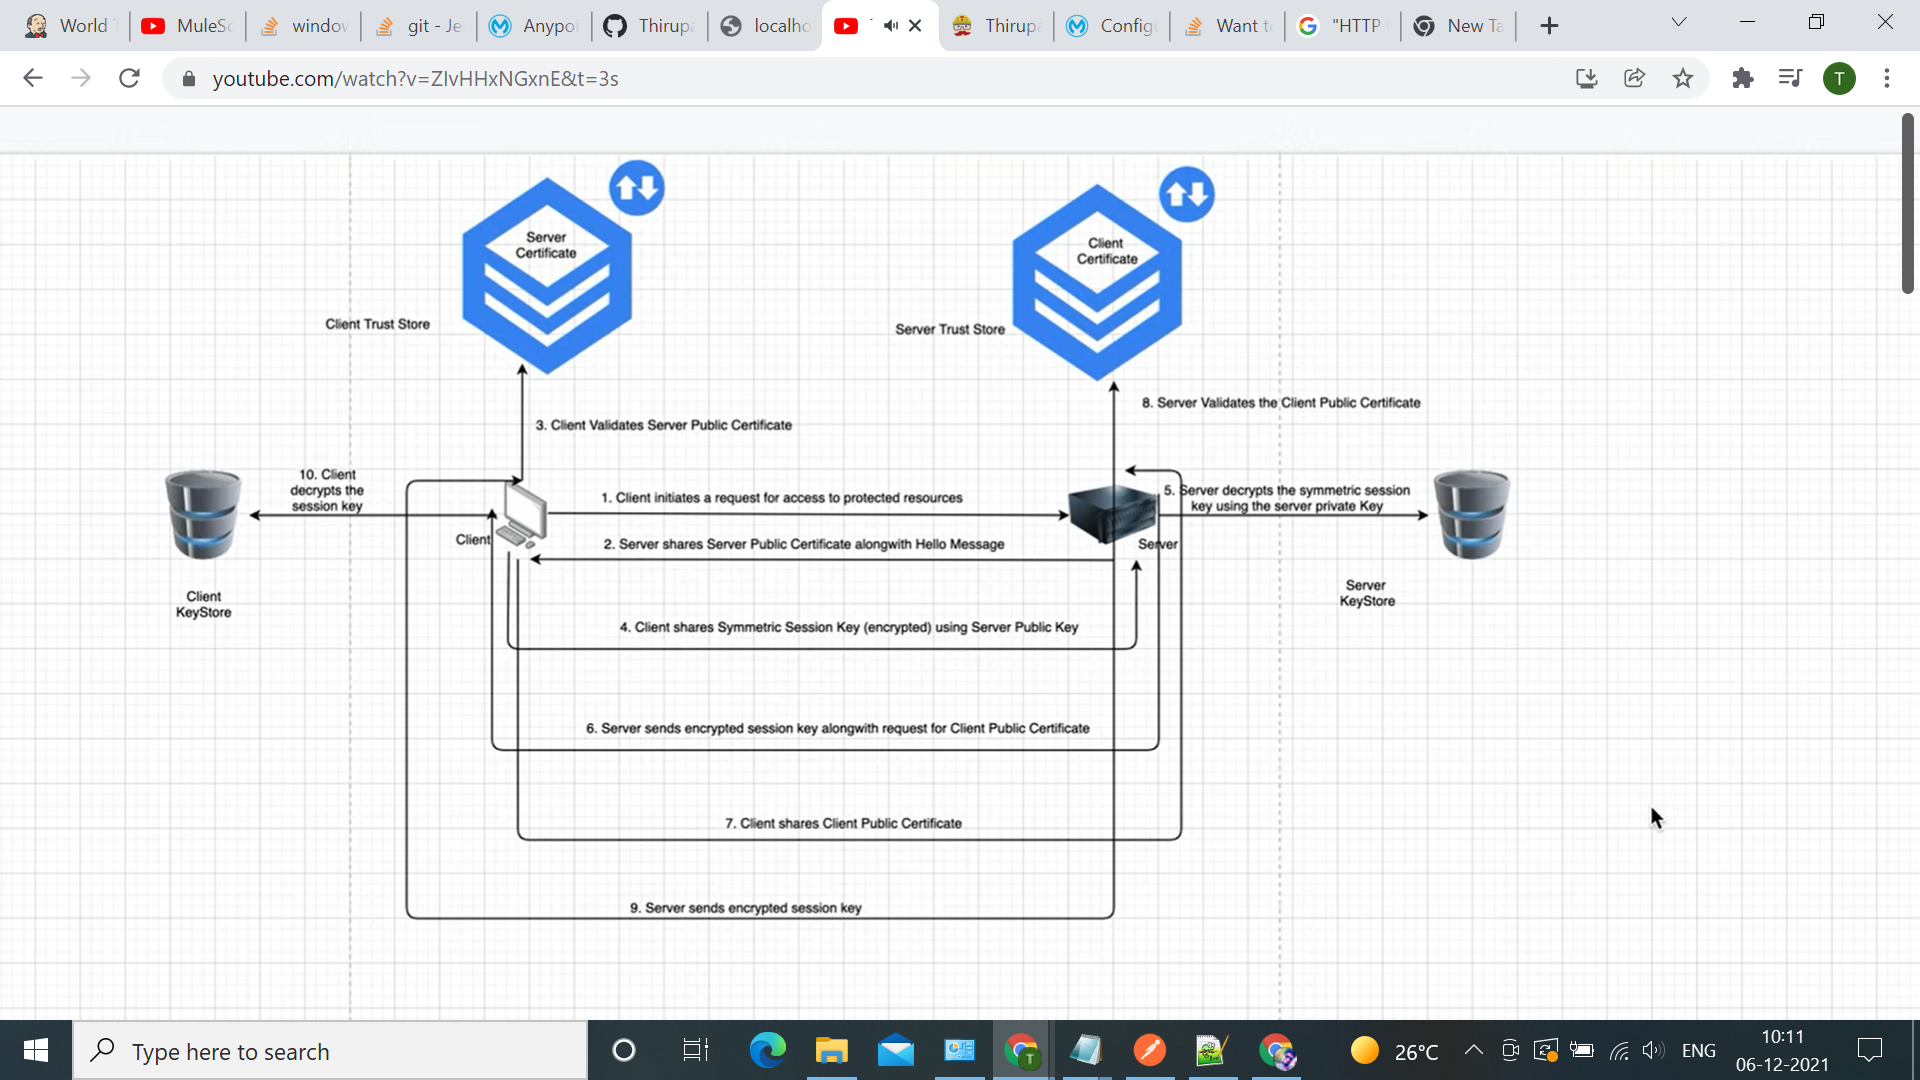 World T
MuleSo
window
git - Je
Anypoi
Thirupa
localho
Thirupa
Config
Want to
"HTTP
New Ta
youtube.com/watch?v=ZIvHHxNGxnE&t=3s
T
Server
Certificate
Client
Certificate
Client Trust Store
Server Trust Store
8. Server Validates the Client Public Certificate
3. Client Validates Server Public Certificate
10. Client
decrypts the
session key
1. Client initiates a request for access to protected resources
5. Server decrypts the symmetric session
key using the server private Key
Client
2. Server shares Server Public Certificate alongwith Hello Message
Server
Client
KeyStore
Server
KeyStore
4. Client shares Symmetric Session Key (encrypted) using Server Public Key
6. Server sends encrypted session key alongwith request for Client Public Certificate
7. Client shares Client Public Certificate
9. Server sends encrypted session key
Type here to search
T
26°C
ENG
10:11
06-12-2021